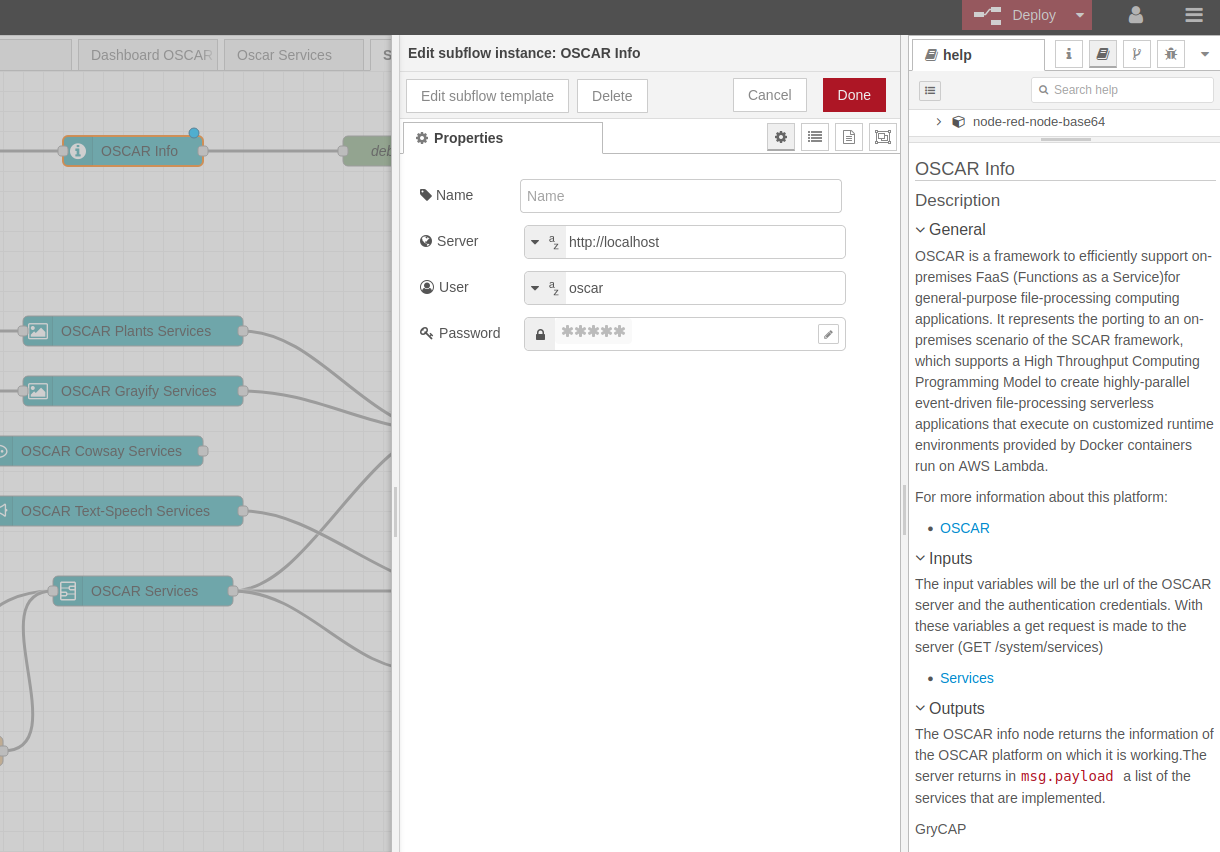 Deploy
Dashboard OSCAR
Oscar Services
S
OSCAR Info
deb
OSCAR Plants Services
OSCAR Grayify Services
OSCAR Cowsay Services
OSCAR Text-Speech Services
OSCAR Services
Edit subflow instance: OSCAR Info
Edit subflow template
Delete
Cancel
Done
Properties
Name
Name
Server
a
z
http://localhost
User
a
z
oscar
Password
*****
help
i
Search help
node-red-node-base64
OSCAR Info
Description
General
OSCAR is a framework to efficiently support on-
premises FaaS (Functions as a Service)for
general-purpose file-processing computing
applications. It represents the porting to an on-
premises scenario of the SCAR framework,
which supports a High Throughput Computing
Programming Model to create highly-parallel
event-driven file-processing serverless
applications that execute on customized runtime
environments provided by Docker containers
run on AWS Lambda.
For more information about this platform:
• OSCAR
Inputs
The input variables will be the url of the OSCAR
server and the authentication credentials. With
these variables a get request is made to the
server (GET /system/services)
• Services
Outputs
The OSCAR info node returns the information of
the OSCAR platform on which it is working.The
server returns in msg.payload a list of the
services that are implemented.
GryCAP